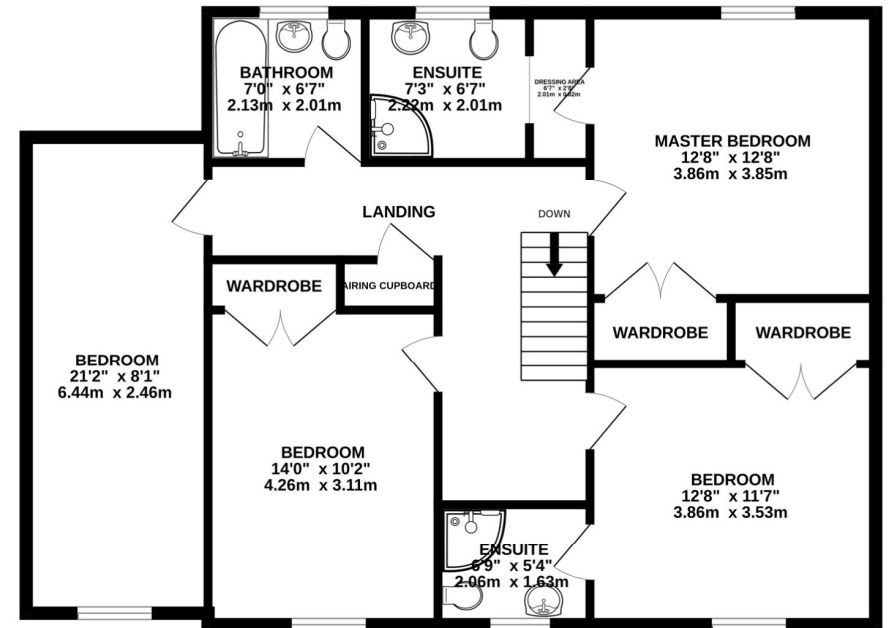 BATHROOM
7'0" x 6'7"
2.13m x 2.01m
ENSUITE
7'3" x 6'7"
2.22m x 2.01m
DRESSING AREA
6'7" x 2'8"
2.01m x 0.82m
MASTER BEDROOM
12'8" x 12'8"
3.86m x 3.85m
LANDING
DOWN
WARDROBE
AIRING CUPBOARD
WARDROBE
WARDROBE
BEDROOM
21'2" x 8'1"
6.44m x 2.46m
BEDROOM
14'0" x 10'2"
4.26m x 3.11m
BEDROOM
12'8" x 11'7"
3.86m x 3.53m
ENSUITE
6'9" x 5'4"
2.06m x 1.63m